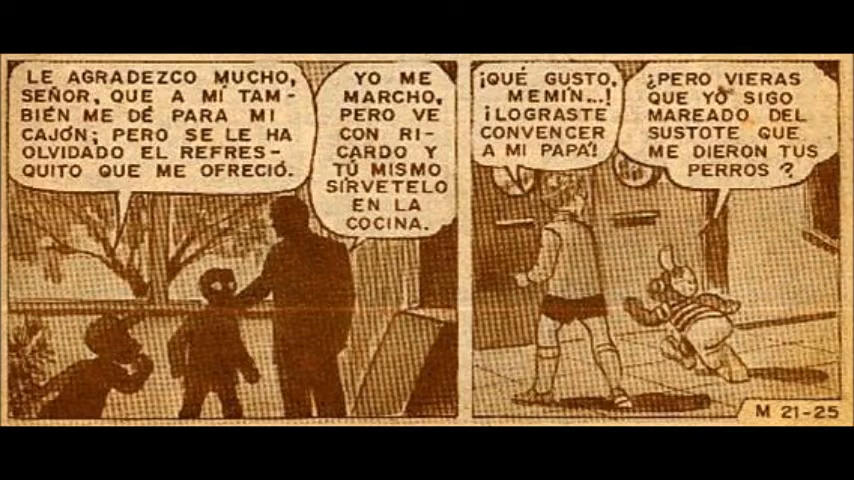 LE AGRADEZCO MUCHO,
SEÑOR, QUE A MÍ TAM-
BIÉN ME DÉ PARA MI
CAJÓN; PERO SE LE HA
OLVIDADO EL REFRES-
QUITO QUE ME OFRECIÓ.
YO ME
MARCHO,
PERO VE
CON RI-
CARDO Y
TÚ MISMO
SÍRVETELO
EN LA
COCINA.
¡QUÉ GUSTO,
MEMÍN...!
¡LOGRASTE
CONVENCER
A MI PAPÁ!
¿PERO VIERAS
QUE YO SIGO
MAREADO DEL
SUSTOTE QUE
ME DIERON TUS
PERROS?
M 21-25